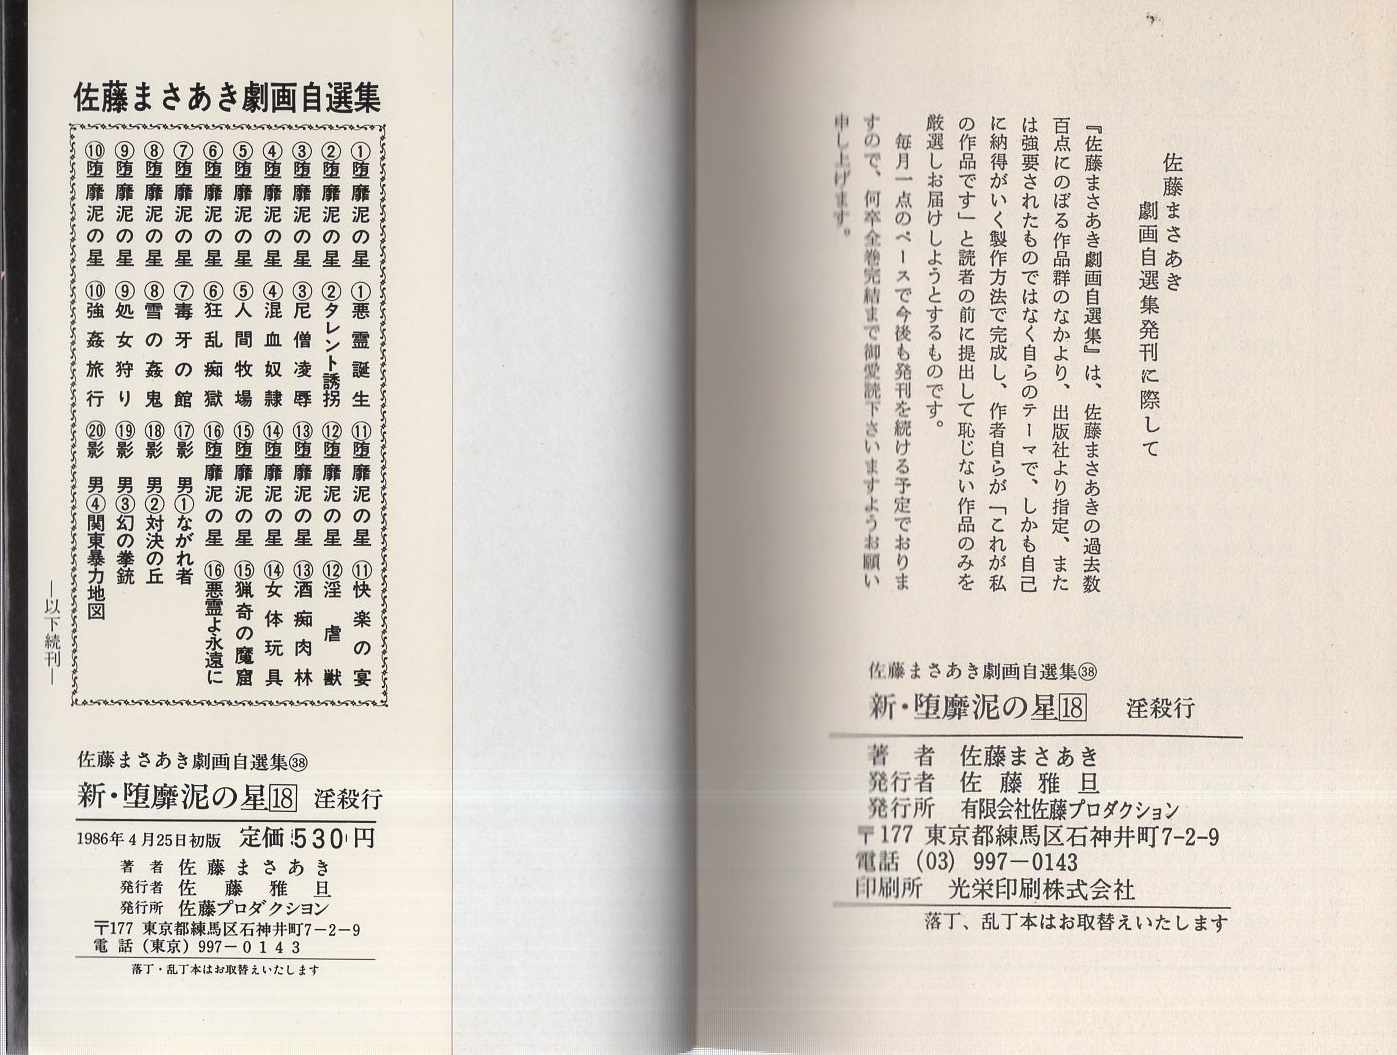 佐藤まさあき
劇画自選集発刊に際して
『佐藤まさあき劇画自選集』は、佐藤まさあきの過去数
百点にのぼる作品群のなかより、出版社より指定、また
は強要されたものではなく自らのテーマで、しかも自己
に納得がいく製作方法で完成し、作者自らが「これが私
の作品です」と読者の前に提出して恥じない作品のみを
厳選しお届けしようとするものです。
毎月一点のペースで今後も発刊を続ける予定でおりま
すので、何卒全巻完結まで御愛読下さいますようお願い
申し上げます。
佐藤まさあき劇画自選集㊳
新・堕靡泥の星18 淫殺行
著者 佐藤まさあき
発行者 佐藤雅旦
発行所 有限会社佐藤プロダクション
〒177 東京都練馬区石神井町7-2-9
電話 (03) 997-0143
印刷所 光栄印刷株式会社
落丁、乱丁本はお取替えいたします
佐藤まさあき劇画自選集
①堕靡泥の星①悪霊誕生
②堕靡泥の星②タレント誘拐
③堕靡泥の星③尼僧凌辱
④堕靡泥の星④混血奴隷
⑤堕靡泥の星⑤人間牧場
⑥堕靡泥の星⑥狂乱痴獄
⑦堕靡泥の星⑦毒牙の館
⑧堕靡泥の星⑧雪の姦鬼
⑨堕靡泥の星⑨処女狩り
⑩堕靡泥の星⑩強姦旅行
⑪堕靡泥の星⑪快楽の宴
⑫堕靡泥の星⑫淫虐獣
⑬堕靡泥の星⑬酒痴肉林
⑭堕靡泥の星⑭女体玩具
⑮堕靡泥の星⑮猟奇の魔窟
⑯堕靡泥の星⑯悪霊よ永遠に
⑰影男①ながれ者
⑱影男②対決の丘
⑲影男③幻の拳銃
⑳影男④関東暴力地図
―以下続刊―
佐藤まさあき劇画自選集㊳
新・堕靡泥の星18 淫殺行
1986年4月25日初版 定価530円
著者 佐藤まさあき
発行者 佐藤雅旦
発行所 佐藤プロダクシヨン
〒177 東京都練馬区石神井町7-2-9
電話(東京)997-0143
落丁・乱丁本はお取替えいたします